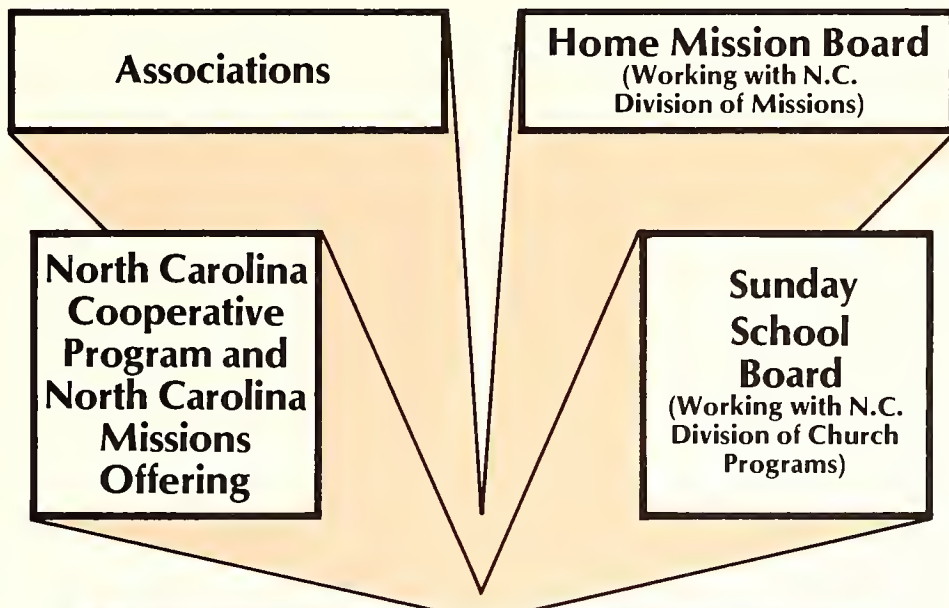 Associations
Home Mission Board
(Working with N.C.
Division of Missions)
North Carolina
Cooperative
Program and
North Carolina
Missions
Offering
Sunday
School
Board
(Working with N.C.
Division of Church
Programs)